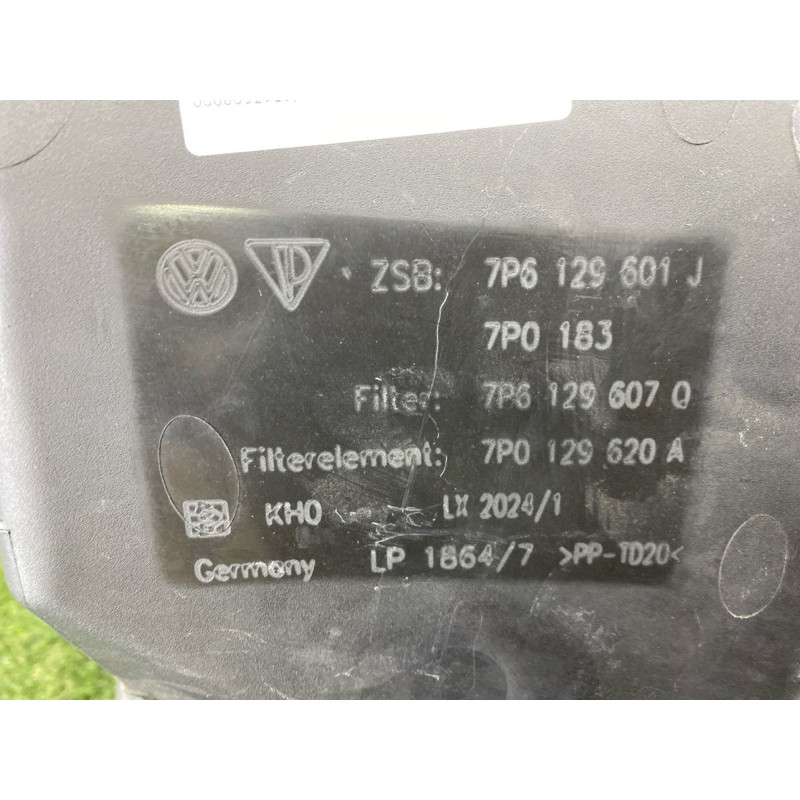 ZSB: 7P6 129 601 J
7P0 183
Filter: 7P6 129 607 Q
Filterelement: 7P0 129 620 A
KHO LX 2024/1
Germany LP 1864/7 >PP-TD20<